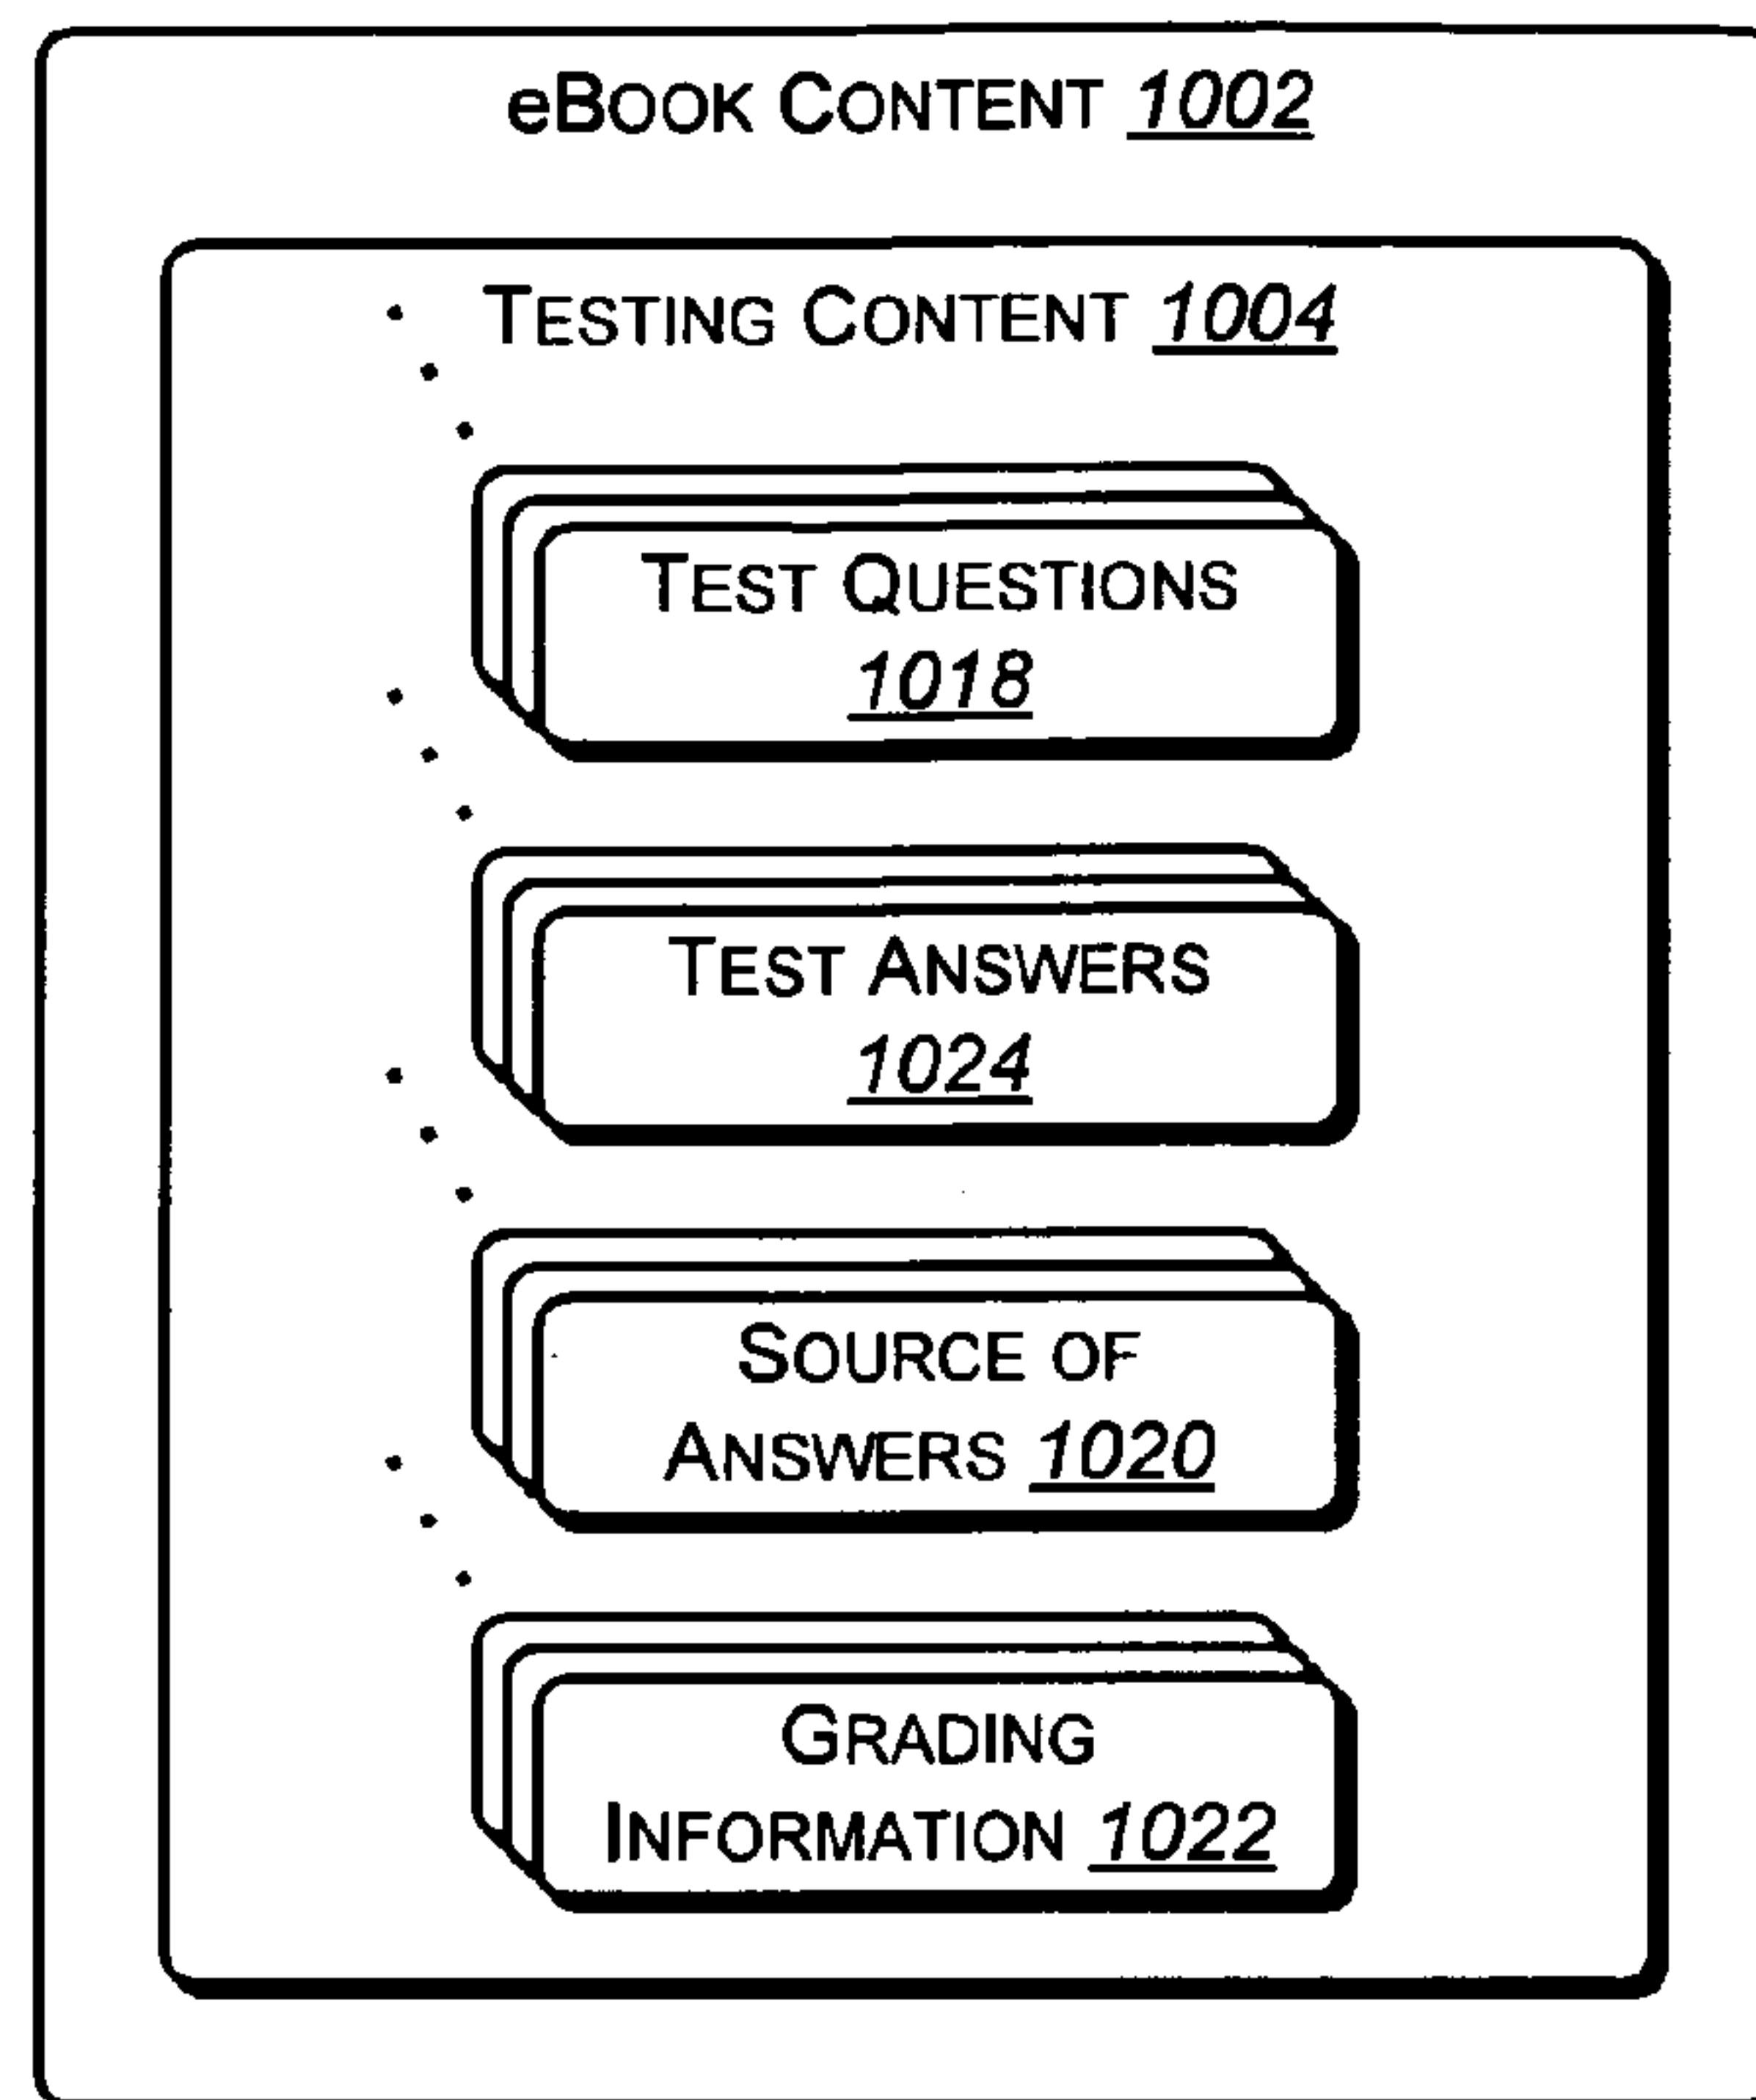 eBook Content 1002
Testing Content 1004
Test Questions
1018
Test Answers
1024
Source of
Answers 1020
Grading
Information 1022